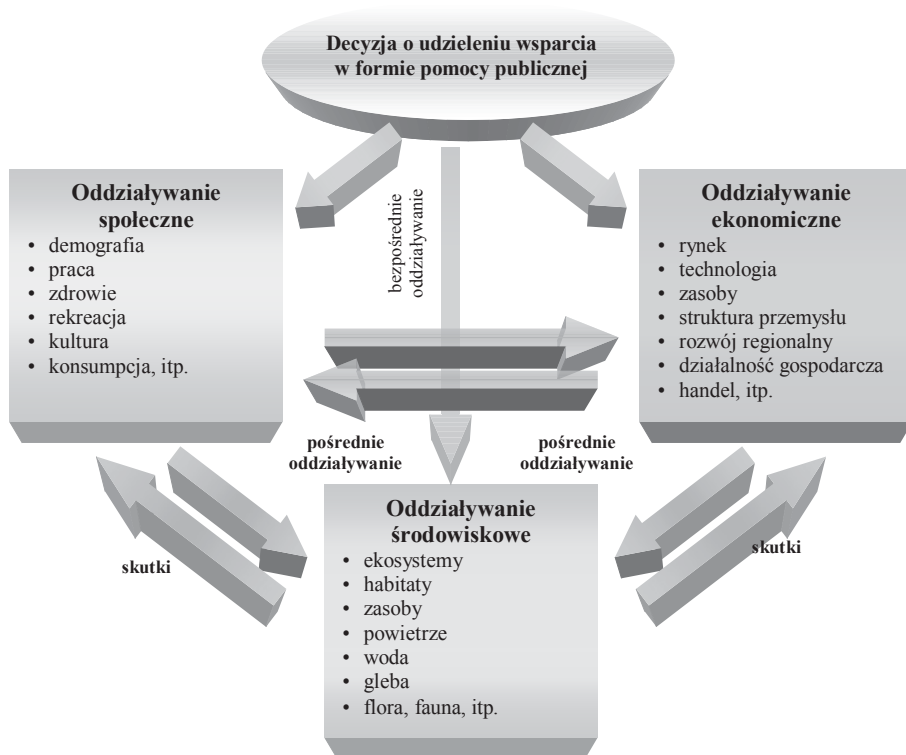 Decyzja o udzieleniu wsparcia
w formie pomocy publicznej
Oddziaływanie
społeczne
• demografia
• praca
• zdrowie
• rekreacja
• kultura
• konsumpcja, itp.
bezpośrednie
oddziaływanie
Oddziaływanie
ekonomiczne
• rynek
• technologia
• zasoby
• struktura przemysłu
• rozwój regionalny
• działalność gospodarcza
• handel, itp.
pośrednie
oddziaływanie
pośrednie
oddziaływanie
skutki
skutki
Oddziaływanie
środowiskowe
• ekosystemy
• habitaty
• zasoby
• powietrze
• woda
• gleba
• flora, fauna, itp.